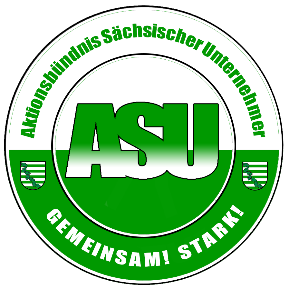 Aktionsbündnis Sächsischer Unternehmer
ASU
GEMEINSAM! STARK!